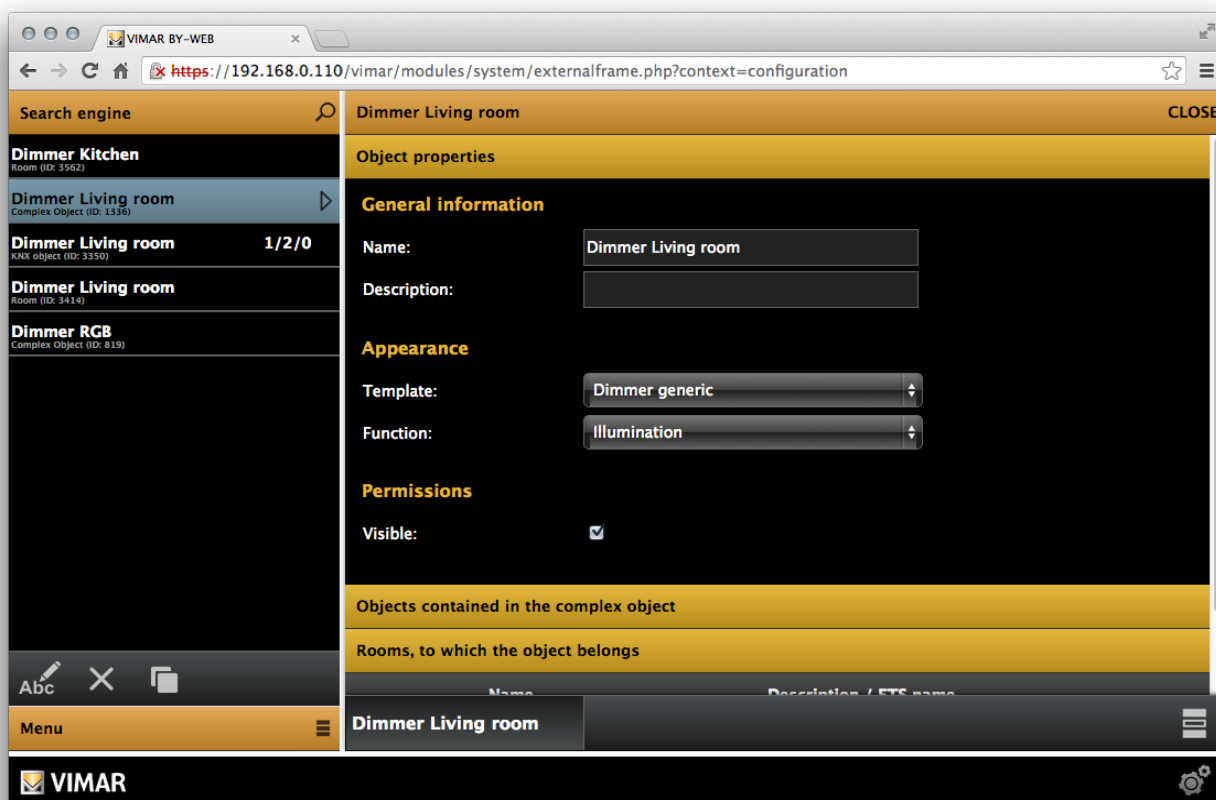 VIMAR BY-WEB
https://192.168.0.110/vimar/modules/system/externalframe.php?context=configuration
Search engine
Dimmer Living room
CLOSE
Dimmer Kitchen
Room (ID: 3562)
Dimmer Living room
Complex Object (ID: 1336)
Dimmer Living room 1/2/0
KNX object (ID: 3350)
Dimmer Living room
Room (ID: 3414)
Dimmer RGB
Complex Object (ID: 819)
Object properties
General information
Name: Dimmer Living room
Description:
Appearance
Template: Dimmer generic
Function: Illumination
Permissions
Visible:
Objects contained in the complex object
Rooms, to which the object belongs
Name Description / ETS name
Abc
Menu
Dimmer Living room
VIMAR